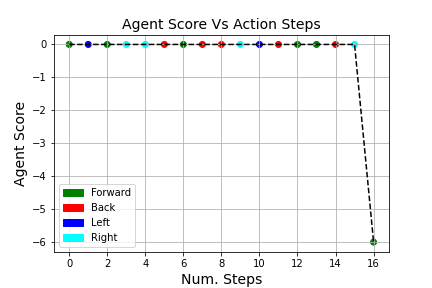 Agent Score Vs Action Steps
0
−1
−2
−3
−4
−5
−6
Agent Score
Forward
Back
Left
Right
0 2 4 6 8 10 12 14 16
Num. Steps